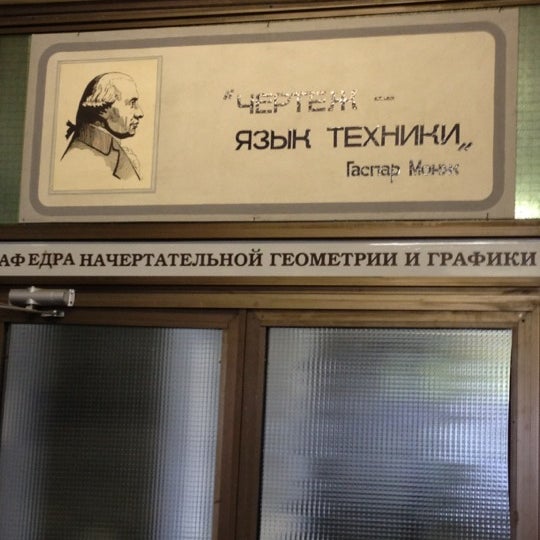 "ЧЕРТЕЖ –
ЯЗЫК ТЕХНИКИ„
Гаспар Монж
АФЕДРА НАЧЕРТАТЕЛЬНОЙ ГЕОМЕТРИИ И ГРАФИКИ